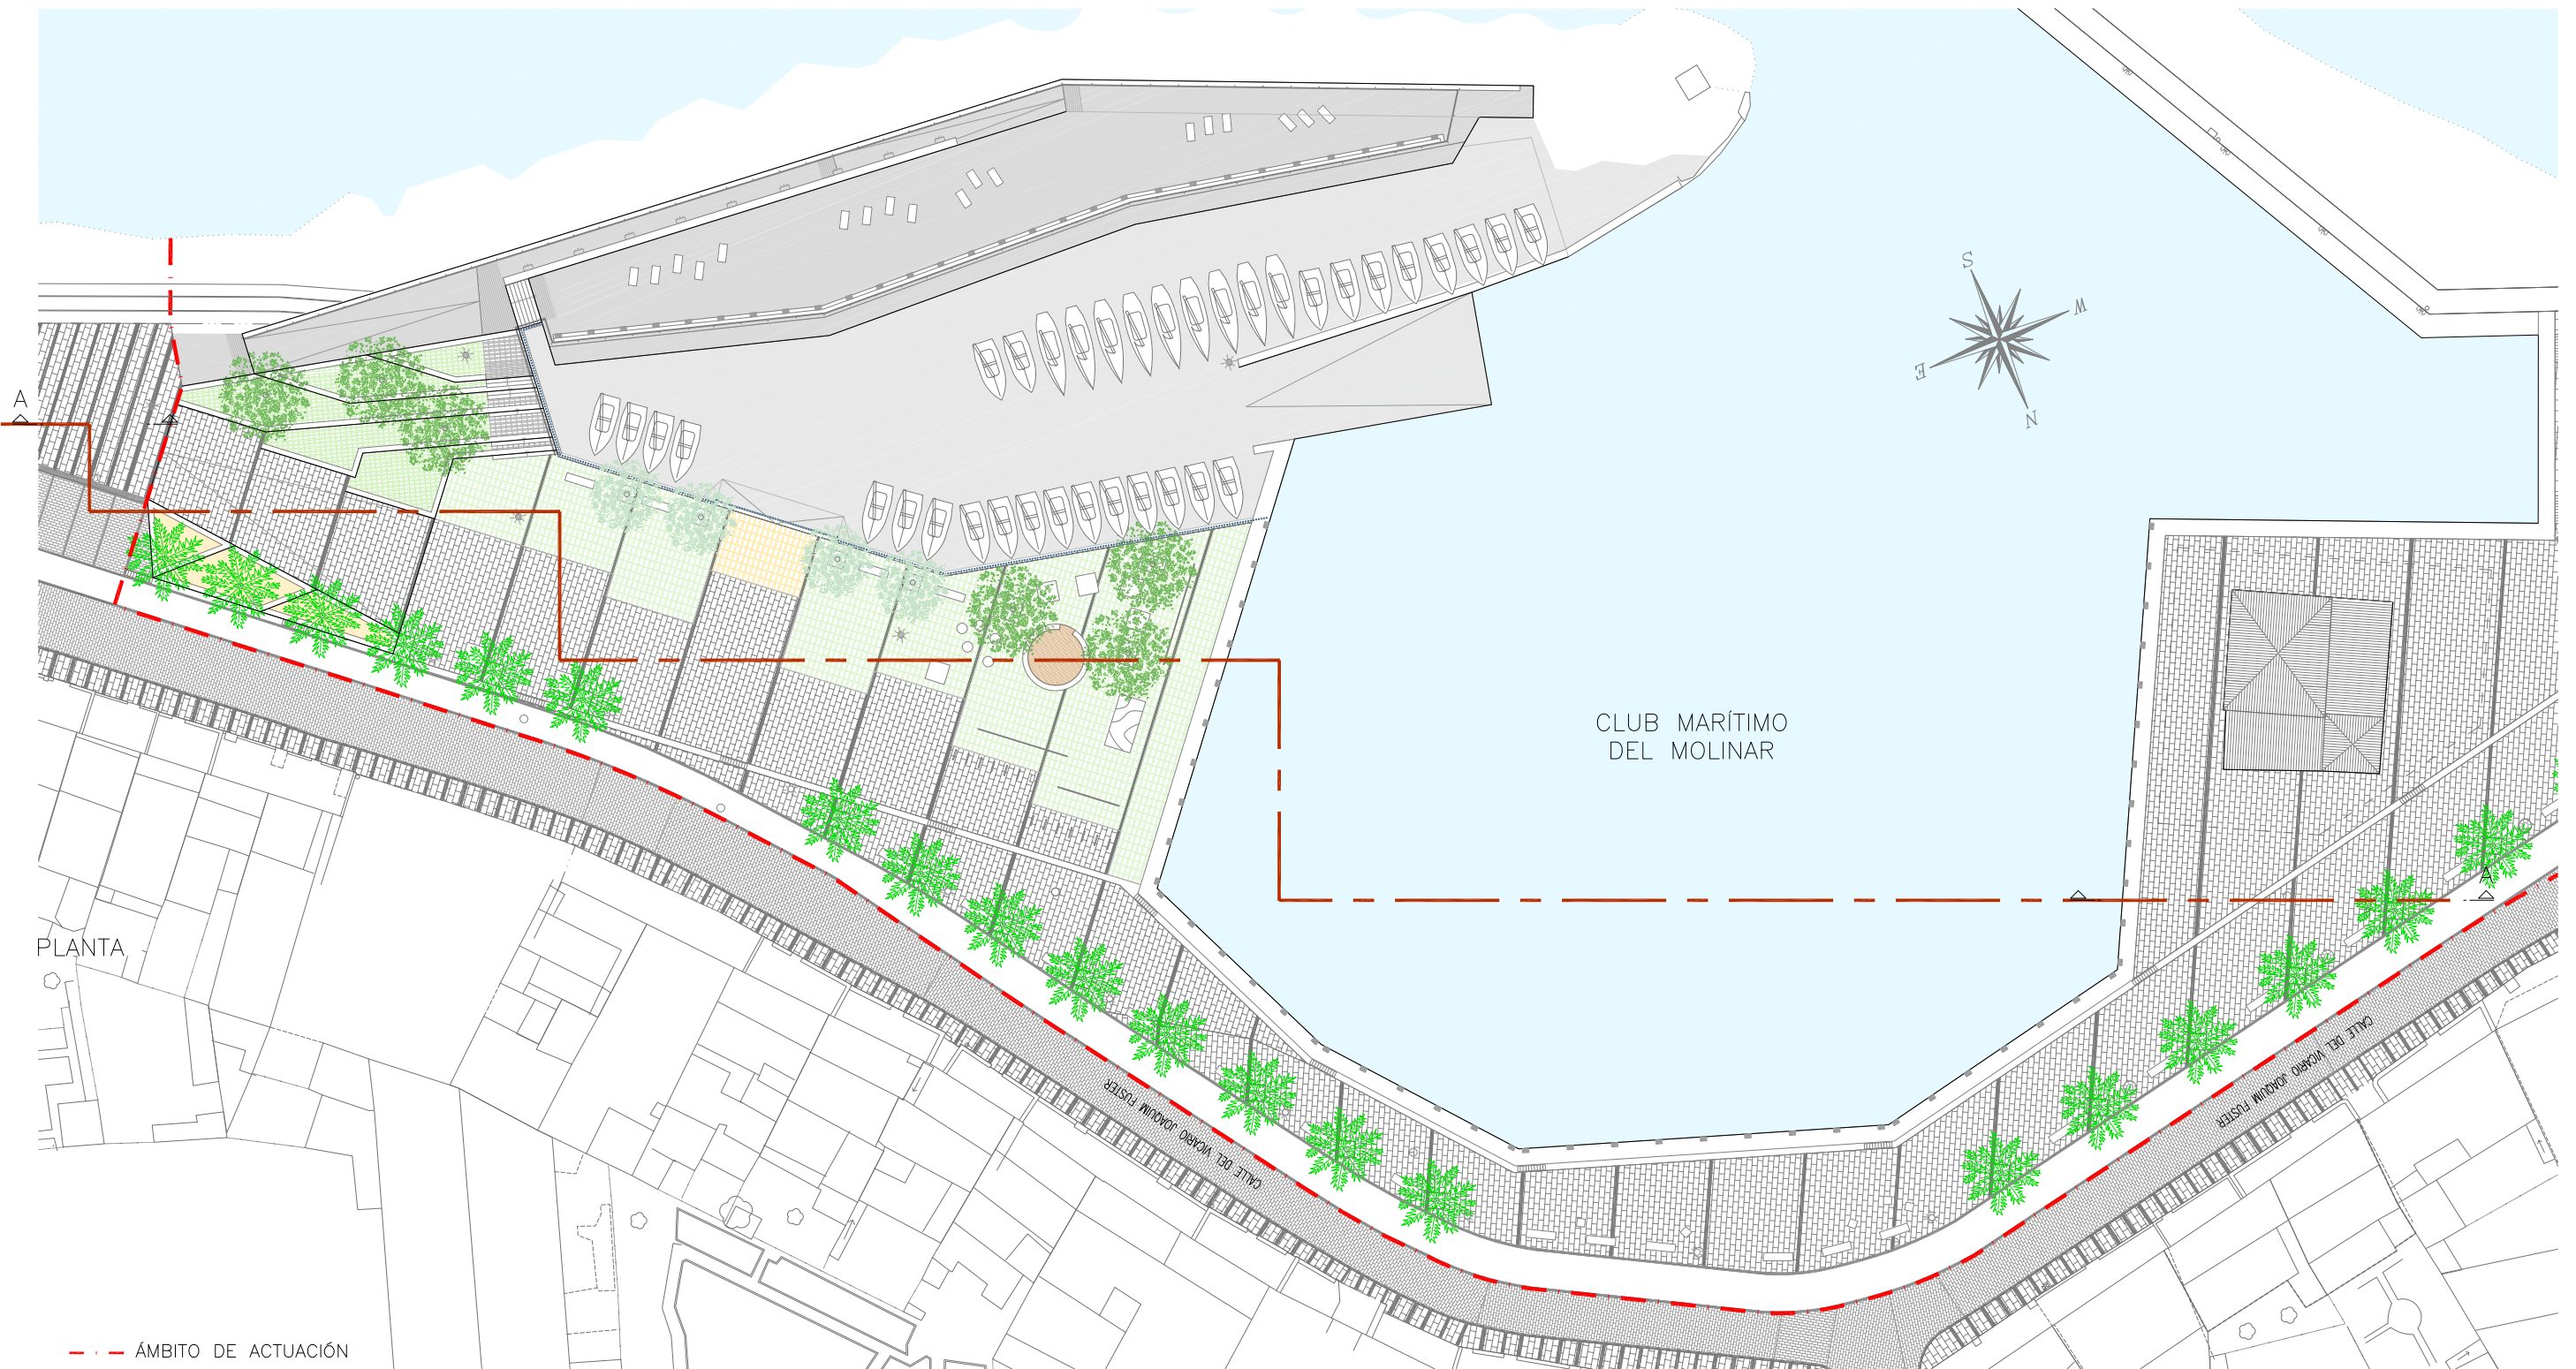 S
W
E
N
A
CLUB MARÍTIMO
DEL MOLINAR
A
PLANTA
CALLE DEL VICARIO JOAQUIM FUSTER
CALLE DEL VICARIO JOAQUIM FUSTER
ÁMBITO DE ACTUACIÓN